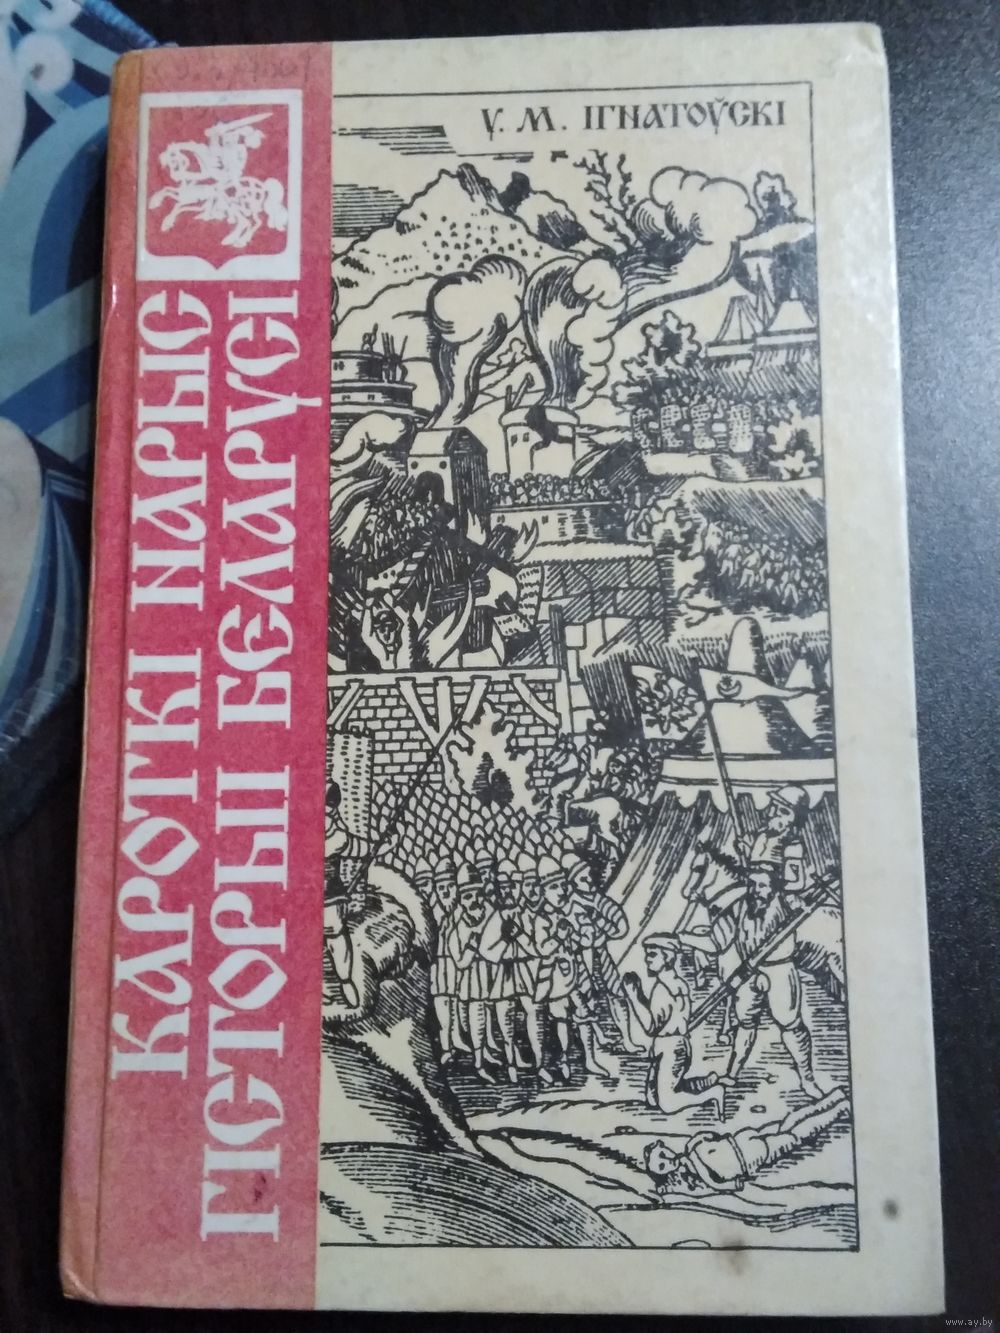 У. М. ІГНАТОЎСКІ
КАРОТКІ НАРЫС
ГІСТОРЫІ БЕЛАРУСІ
www.ay.by